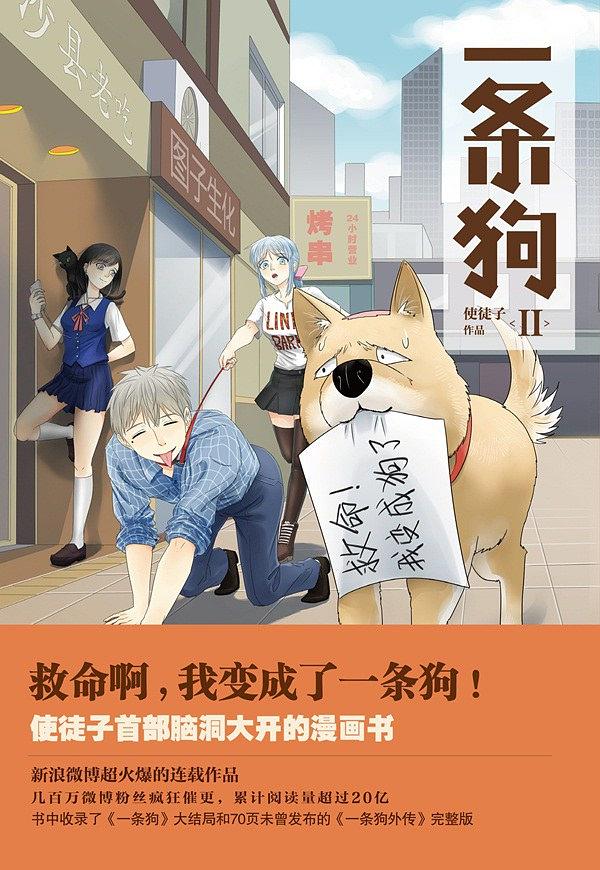 一条狗
使徒子
作品
<II>
沙县老吃
图子生化
烤串
24小时营业
LIN
BARN
救命！
我变成狗了
救命啊，我变成了一条狗！
使徒子首部脑洞大开的漫画书
新浪微博超火爆的连载作品
几百万微博粉丝疯狂催更，累计阅读量超过20亿
书中收录了《一条狗》大结局和70页未曾发布的《一条狗外传》完整版